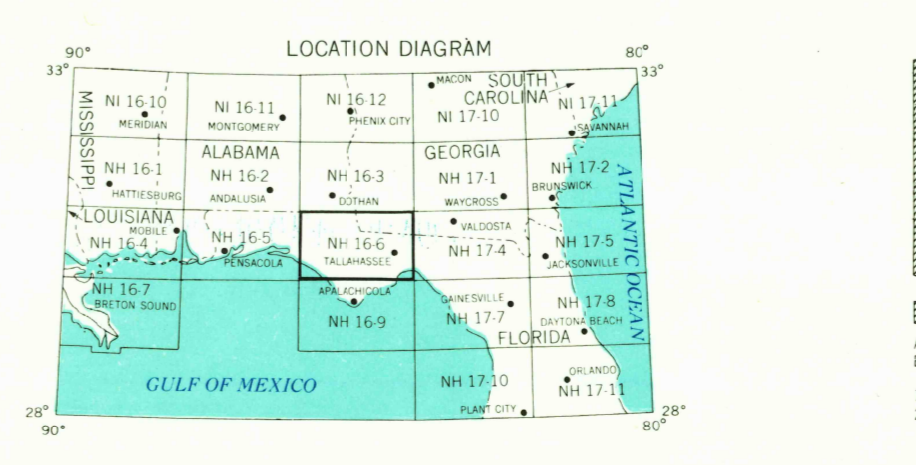 LOCATION DIAGRAM
90°
80°
33°
33°
MISSISSIPPI
NI 16-10
MERIDIAN
NI 16-11
MONTGOMERY
NI 16-12
PHENIX CITY
MACON
NI 17-10
SOUTH
CAROLINA
NI 17-11
SAVANNAH
NH 16-1
HATTIESBURG
ALABAMA
NH 16-2
ANDALUSIA
NH 16-3
DOTHAN
GEORGIA
NH 17-1
WAYCROSS
NH 17-2
BRUNSWICK
ATLANTIC OCEAN
LOUISIANA
MOBILE
NH 16-4
NH 16-5
PENSACOLA
NH 16-6
TALLAHASSEE
VALDOSTA
NH 17-4
NH 17-5
JACKSONVILLE
NH 16-7
BRETON SOUND
APALACHICOLA
NH 16-9
GAINESVILLE
NH 17-7
NH 17-8
DAYTONA BEACH
FLORIDA
GULF OF MEXICO
NH 17-10
PLANT CITY
ORLANDO
NH 17-11
28°
28°
90°
80°